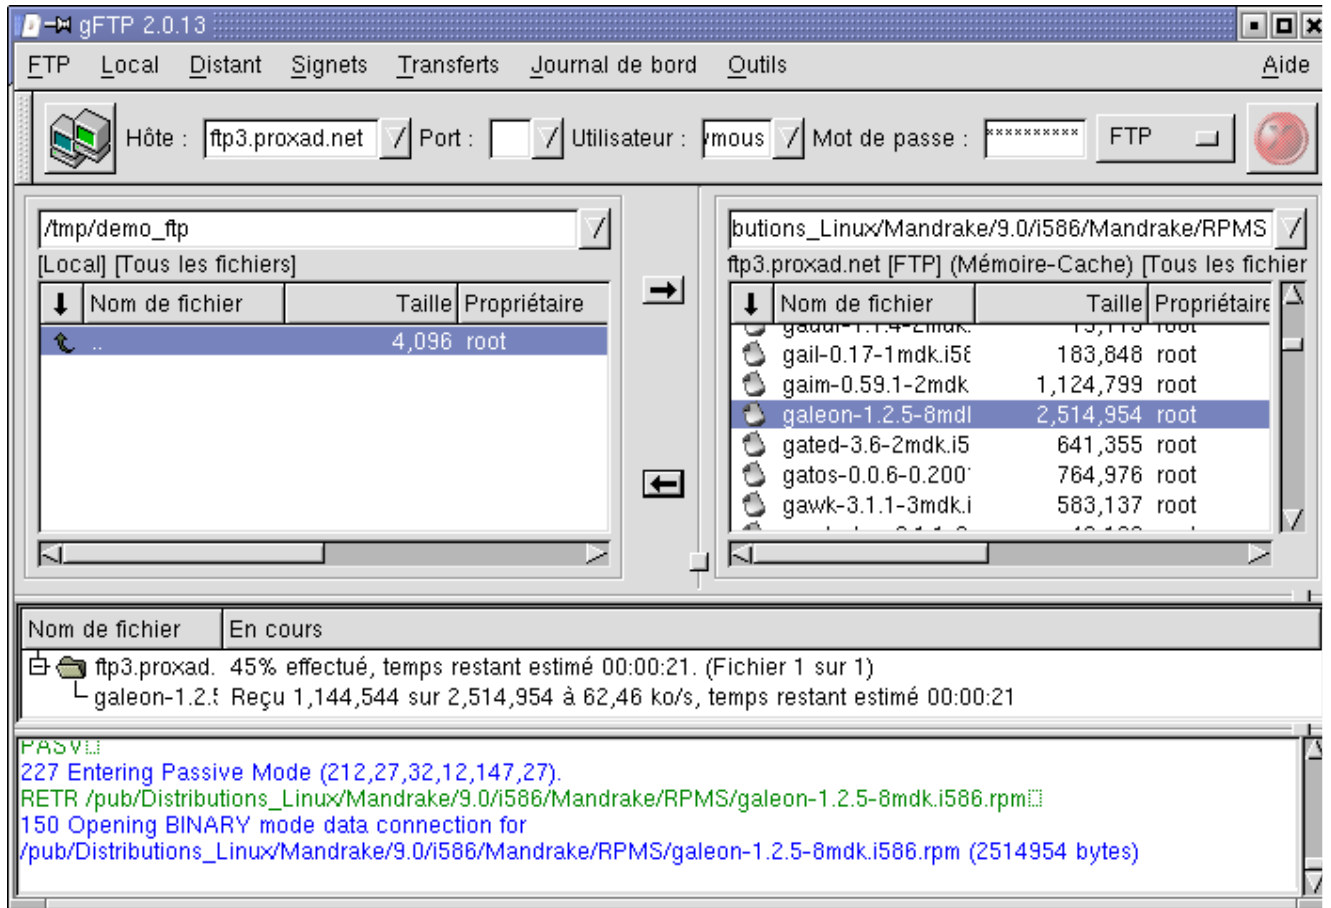 gFTP 2.0.13
FTP Local Distant Signets Transferts Journal de bord Outils Aide
Hôte : ftp3.proxad.net Port : Utilisateur : ymous Mot de passe : ********** FTP
/tmp/demo_ftp
[Local] [Tous les fichiers]
Nom de fichier Taille Propriétaire
.. 4,096 root
butions_Linux/Mandrake/9.0/i586/Mandrake/RPMS
ftp3.proxad.net [FTP] (Mémoire-Cache) [Tous les fichier
Nom de fichier Taille Propriétaire
gail-0.17-1mdk.i58 183,848 root
gaim-0.59.1-2mdk 1,124,799 root
galeon-1.2.5-8mdl 2,514,954 root
gated-3.6-2mdk.i5 641,355 root
gatos-0.0.6-0.200 764,976 root
gawk-3.1.1-3mdk.i 583,137 root
Nom de fichier En cours
ftp3.proxad. 45% effectué, temps restant estimé 00:00:21. (Fichier 1 sur 1)
galeon-1.2.5 Reçu 1,144,544 sur 2,514,954 à 62,46 ko/s, temps restant estimé 00:00:21
PASV
227 Entering Passive Mode (212,27,32,12,147,27).
RETR /pub/Distributions_Linux/Mandrake/9.0/i586/Mandrake/RPMS/galeon-1.2.5-8mdk.i586.rpm
150 Opening BINARY mode data connection for
/pub/Distributions_Linux/Mandrake/9.0/i586/Mandrake/RPMS/galeon-1.2.5-8mdk.i586.rpm (2514954 bytes)